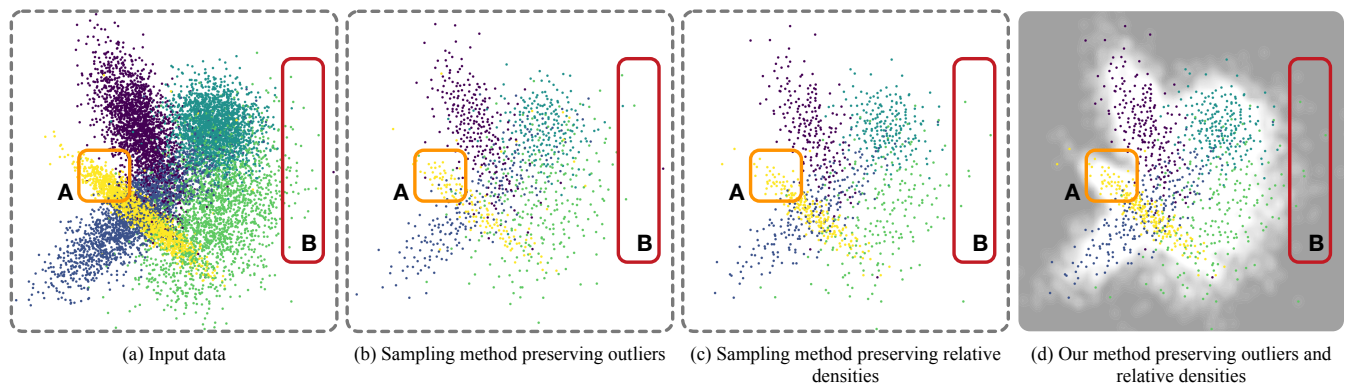 A
B
A
B
A
B
A
B
(a) Input data
(b) Sampling method preserving outliers
(c) Sampling method preserving relative
densities
(d) Our method preserving outliers and
relative densities